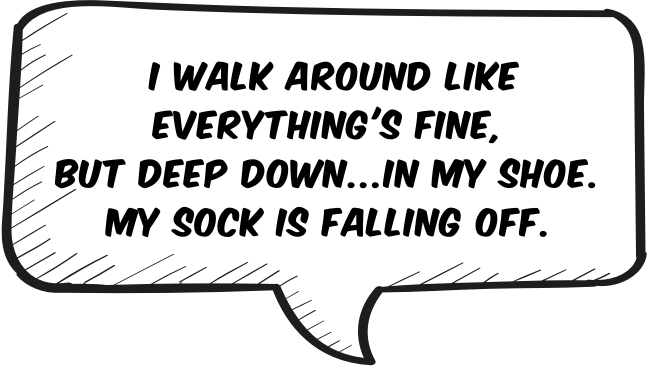 I WALK AROUND LIKE
EVERYTHING'S FINE,
BUT DEEP DOWN...IN MY SHOE.
MY SOCK IS FALLING OFF.